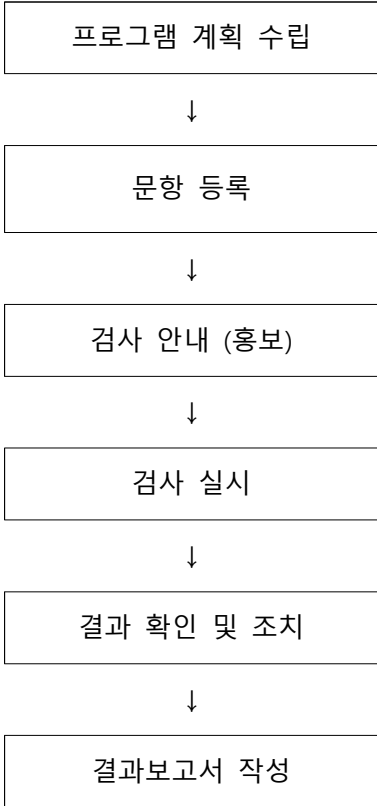 프로그램 계획 수립
↓
문항 등록
↓
검사 안내 (홍보)
↓
검사 실시
↓
결과 확인 및 조치
↓
결과보고서 작성